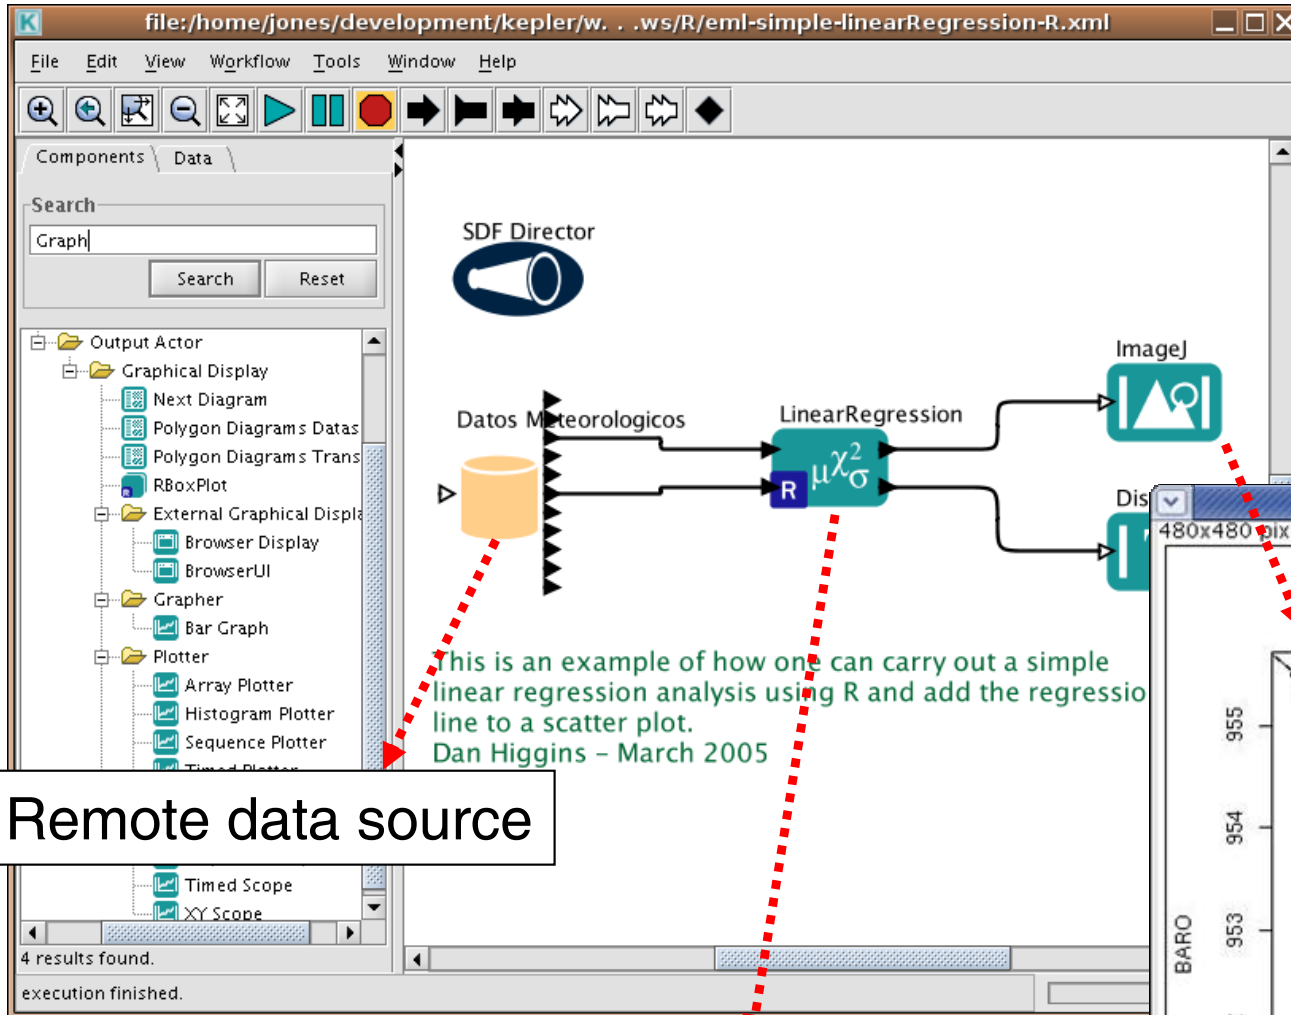 file:/home/jones/development/kepler/w. . .ws/R/eml-simple-linearRegression-R.xml
File Edit View Workflow Tools Window Help
Components Data
Search
Graph
Search Reset
Output Actor
Graphical Display
Next Diagram
Polygon Diagrams Datas
Polygon Diagrams Trans
RBoxPlot
External Graphical Displa
Browser Display
BrowserUI
Grapher
Bar Graph
Plotter
Array Plotter
Histogram Plotter
Sequence Plotter
Timed Plotter
Timed Scope
XY Scope
4 results found.
execution finished.
SDF Director
Datos Meteorologicos
LinearRegression
μχ²σ
R
ImageJ
Dis
480x480 pix
This is an example of how one can carry out a simple
linear regression analysis using R and add the regressio
line to a scatter plot.
Dan Higgins – March 2005
Remote data source
955
954
953
BARO